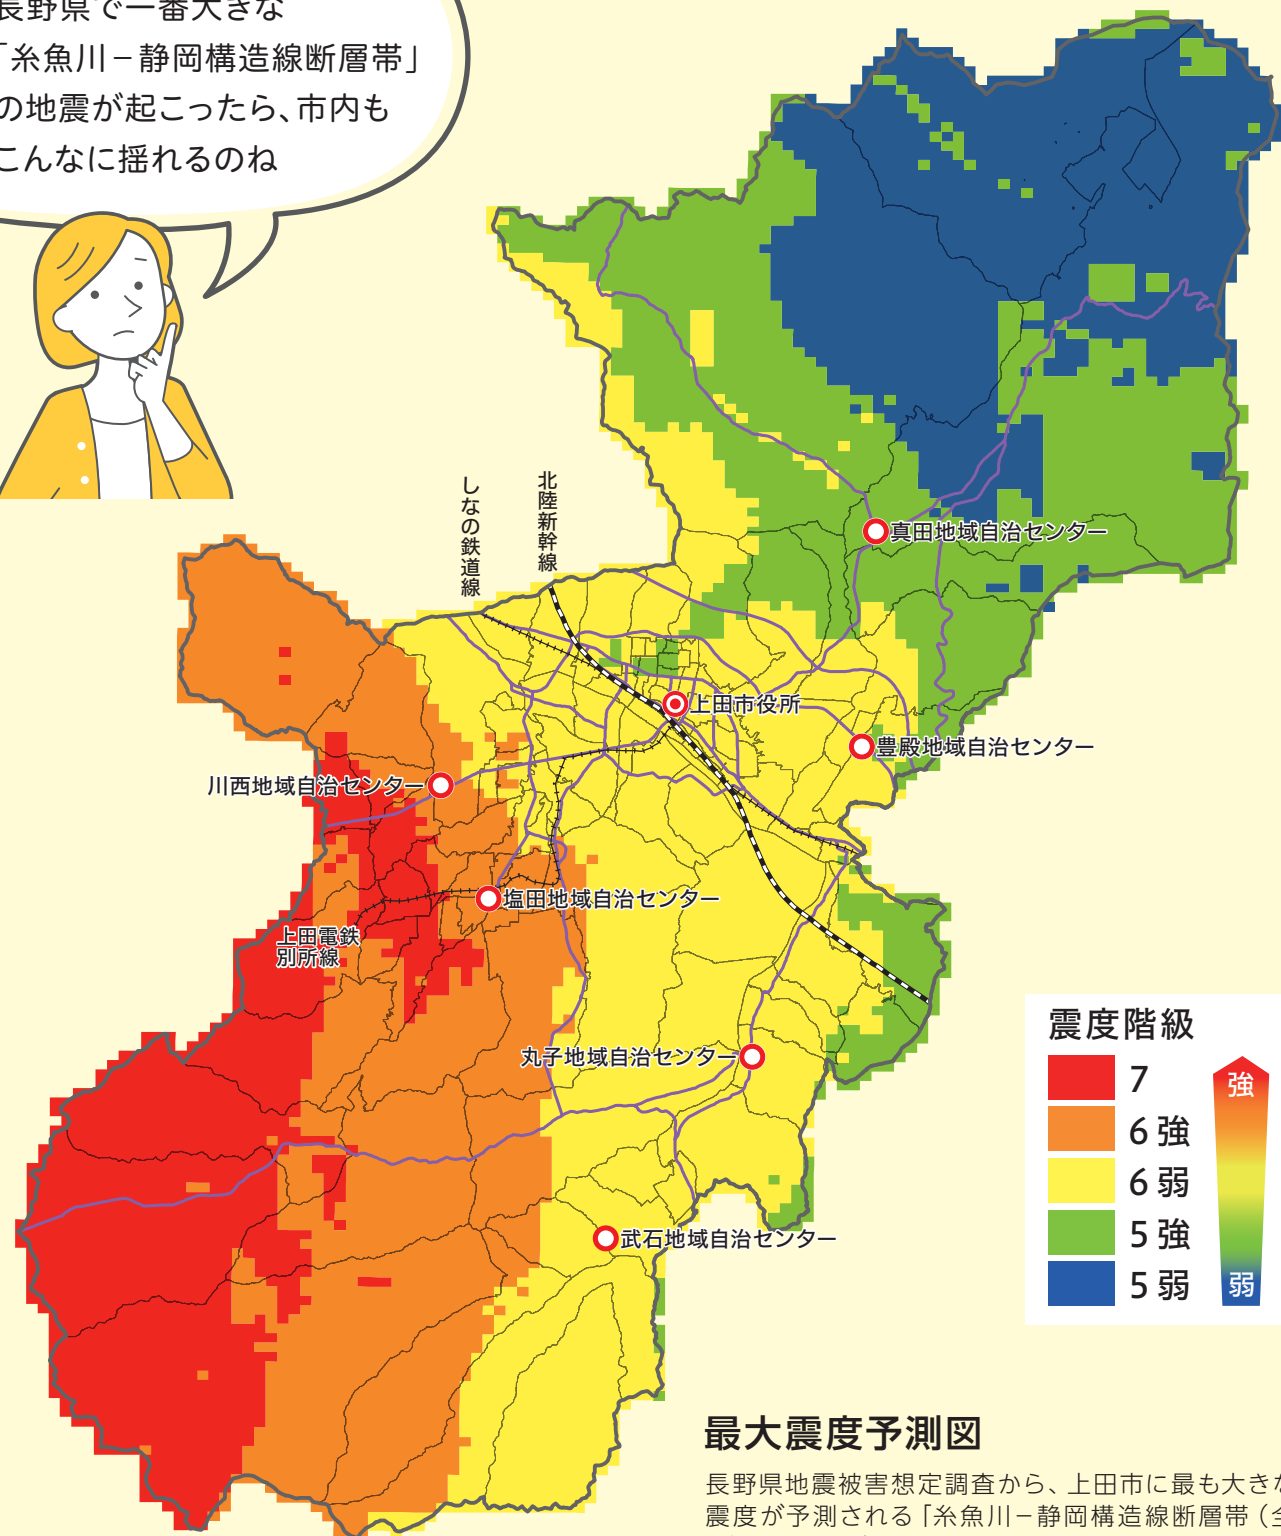 長野県で一番大きな
「糸魚川－静岡構造線断層帯」
の地震が起こったら、市内も
こんなに揺れるのね
しなの鉄道線
北陸新幹線
真田地域自治センター
上田市役所
豊殿地域自治センター
川西地域自治センター
塩田地域自治センター
上田電鉄
別所線
丸子地域自治センター
武石地域自治センター
震度階級
7
6 強
6 弱
5 強
5 弱
強
弱
最大震度予測図
長野県地震被害想定調査から、上田市に最も大きな
震度が予測される「糸魚川－静岡構造線断層帯（全